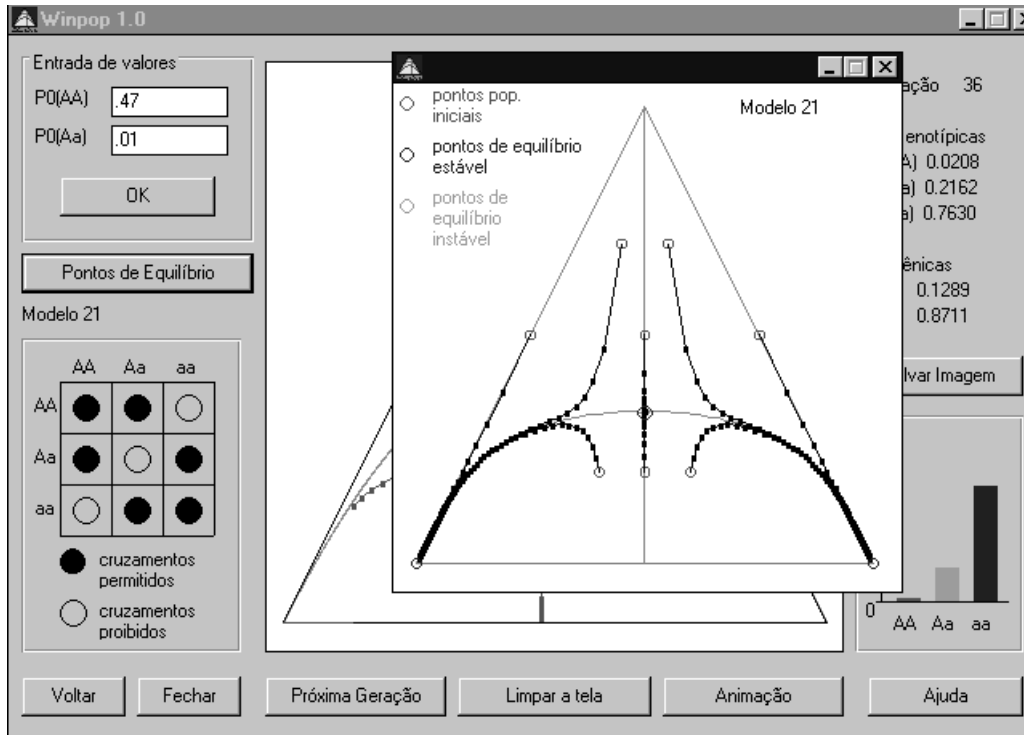 Winpop 1.0
Entrada de valores
P0(AA) .47
P0(Aa) .01
OK
Pontos de Equilíbrio
Modelo 21
AA Aa aa
AA
Aa
aa
cruzamentos
permitidos
cruzamentos
proibidos
pontos pop.
iniciais
pontos de equilíbrio
estável
pontos de
equilíbrio
instável
Modelo 21
ação 36
enotípicas
A) 0.0208
a) 0.2162
a) 0.7630
ênicas
0.1289
0.8711
lvar Imagem
0
AA Aa aa
Voltar
Fechar
Próxima Geração
Limpar a tela
Animação
Ajuda